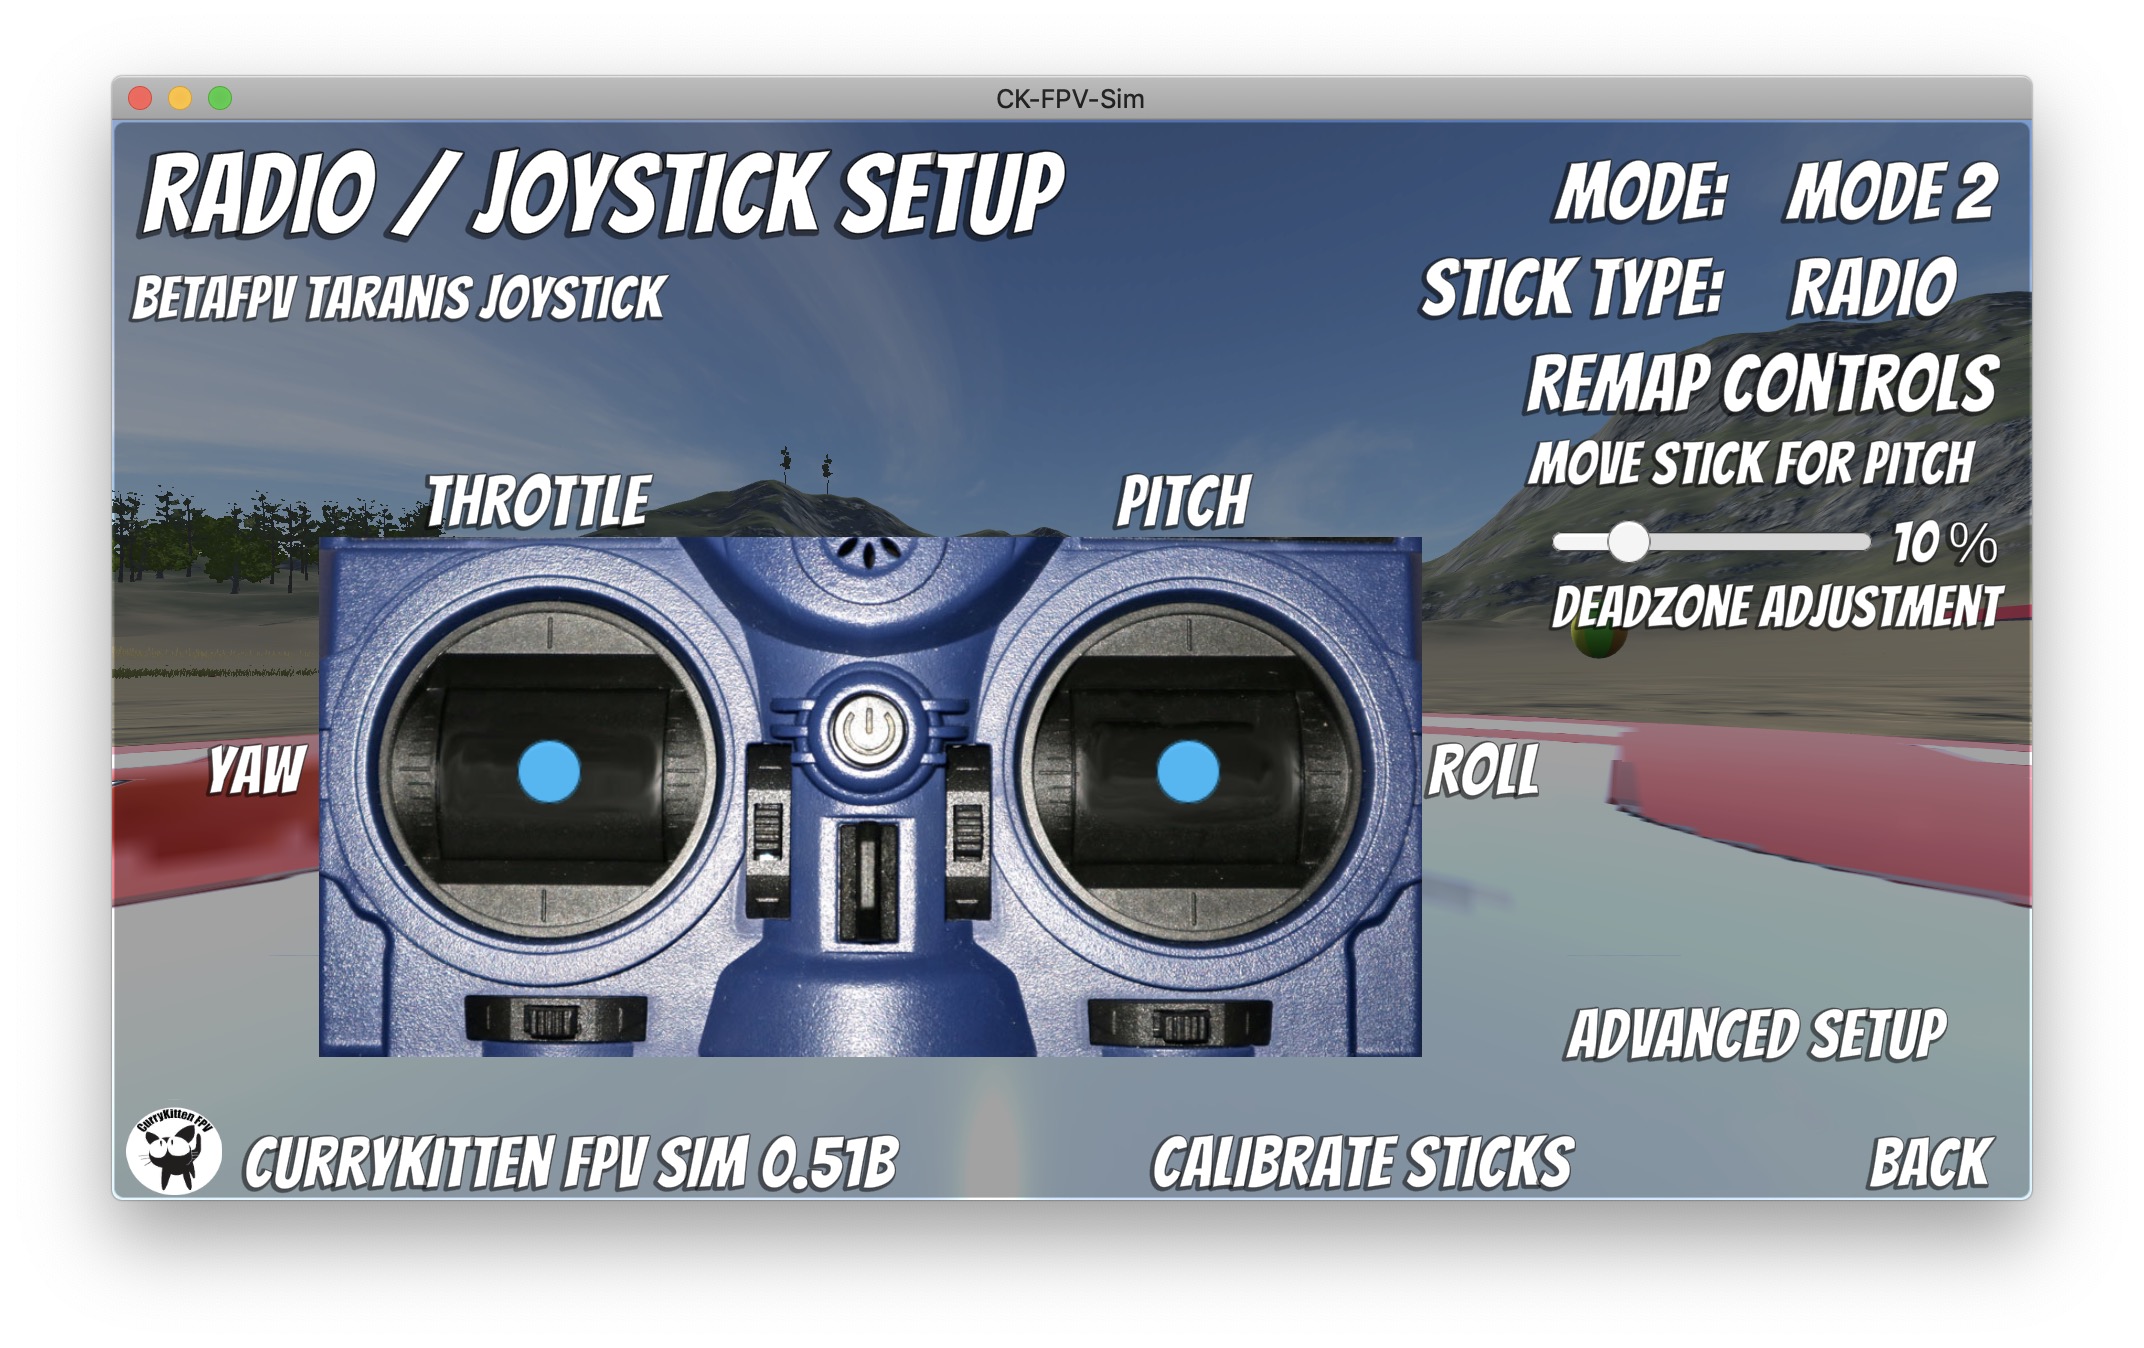 CK-FPV-Sim
RADIO / JOYSTICK SETUP
BETAFPV TARANIS JOYSTICK
MODE: MODE 2
STICK TYPE: RADIO
REMAP CONTROLS
MOVE STICK FOR PITCH
10 %
DEADZONE ADJUSTMENT
THROTTLE
PITCH
YAW
ROLL
ADVANCED SETUP
CurryKitten FPV
CURRYKITTEN FPV SIM 0.51B
CALIBRATE STICKS
BACK